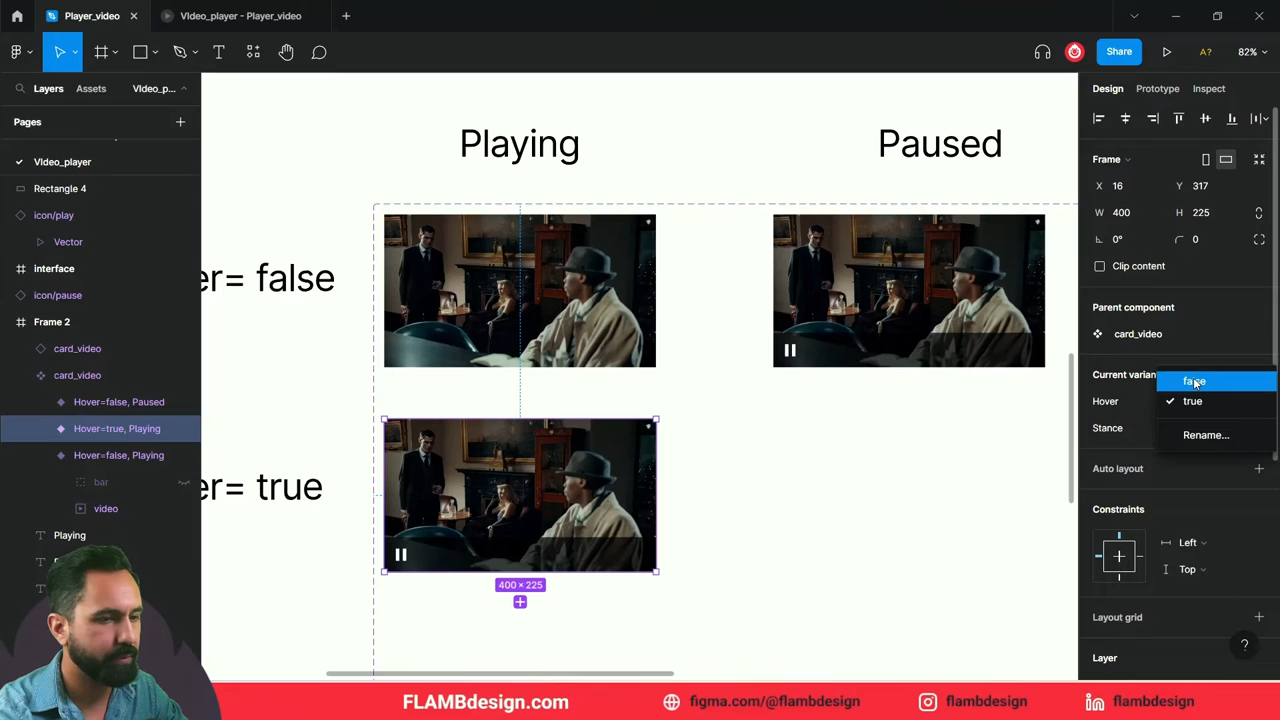 Player_video
VIdeo_player - Player_video
Share
A?
82%
Layers
Assets
VIdeo_p...
Pages
VIdeo_player
Rectangle 4
icon/play
Vector
interface
icon/pause
Frame 2
card_video
card_video
Hover=false, Paused
Hover=true, Playing
Hover=false, Playing
bar
video
Playing
Playing
Paused
er= false
er= true
400 × 225
Design
Prototype
Inspect
Frame
X 16
Y 317
W 400
H 225
0°
0
Clip content
Parent component
card_video
Current varian
false
Hover
true
Stance
Rename...
Auto layout
Constraints
Left
Top
Layout grid
Layer
?
FLAMBdesign.com
figma.com/@flambdesign
flambdesign
flambdesign